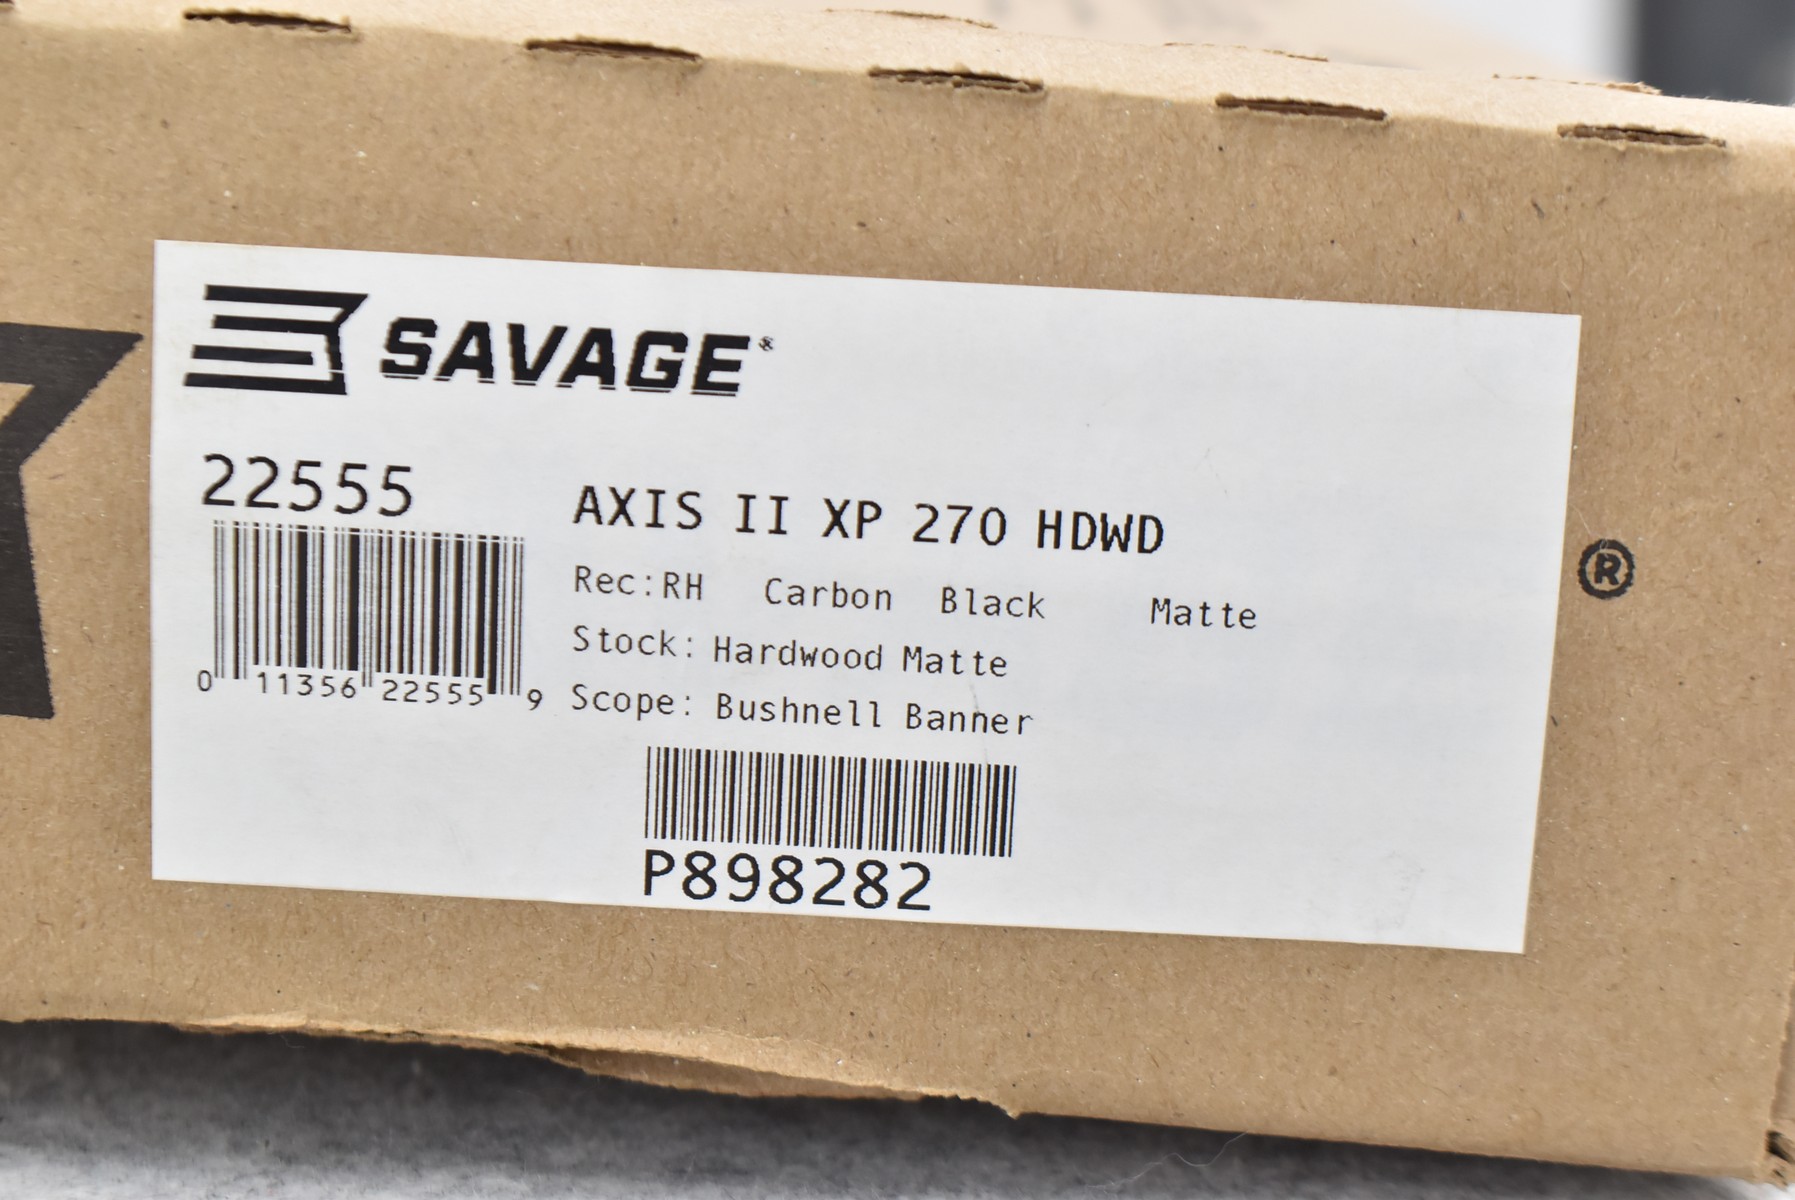 SAVAGE®
22555
AXIS II XP 270 HDWD
Rec:RH Carbon Black Matte
Stock: Hardwood Matte
Scope: Bushnell Banner
0 11356 22555 9
P898282
®